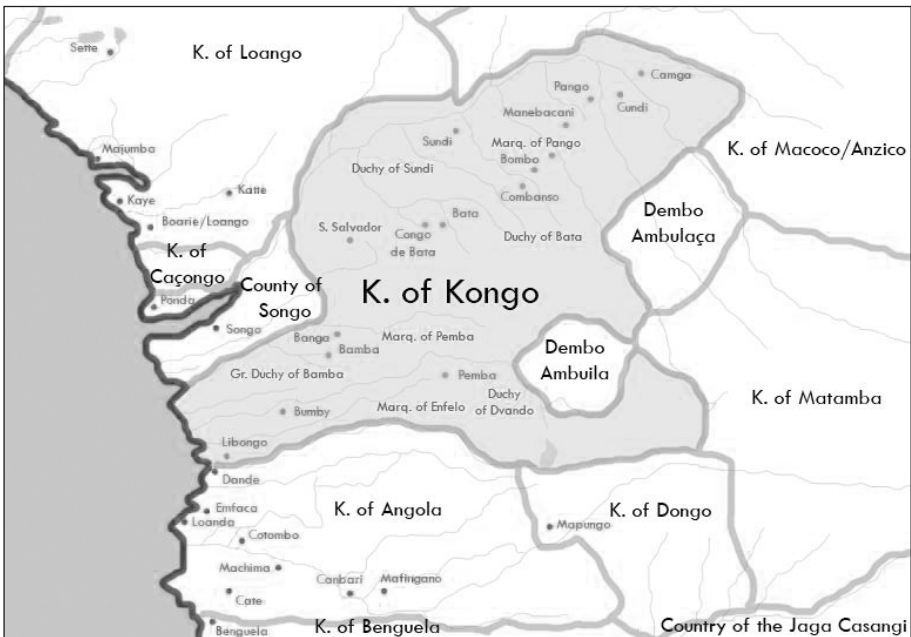 Sette
K. of Loango
Camga
Pango
Cundi
Manebacani
Sundi
Marq. of Pango
K. of Macoco/Anzico
Majumba
Bombo
Duchy of Sundi
Katte
Combanso
Kaye
Dembo
Ambulaça
Bata
Boarie/Loango
S. Salvador
Congo
de Bata
Duchy of Bata
K. of
Caçongo
County of
Songo
K. of Kongo
Ponda
Songo
Banga
Marq. of Pemba
Bamba
Dembo
Ambuila
Gr. Duchy of Bamba
Pemba
Duchy
of Dvando
K. of Matamba
Bumby
Marq. of Enfelo
Libongo
Dande
Emfaca
K. of Angola
K. of Dongo
Loanda
Mapungo
Cotombo
Machima
Canbari
Mafingano
Cate
Benguela
K. of Benguela
Country of the Jaga Casangi